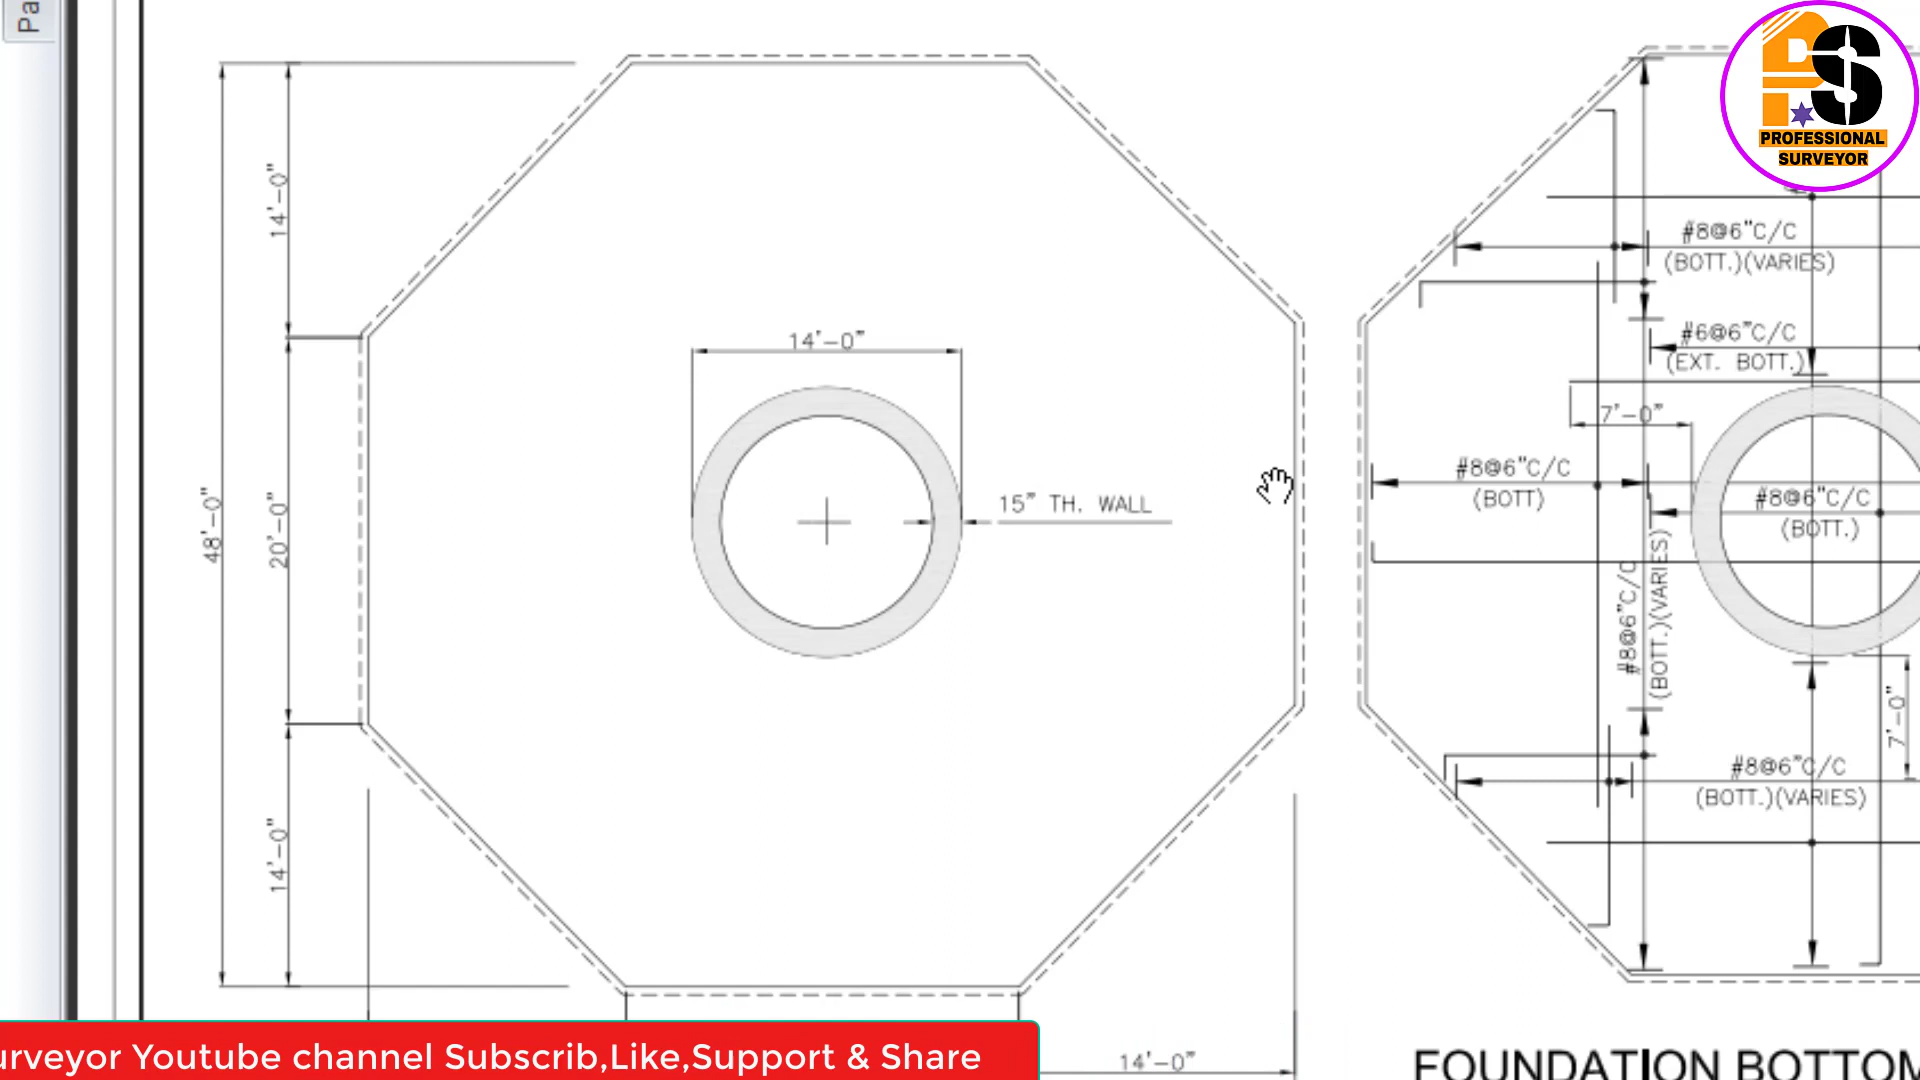 Pa
14'-0"
48'-0"
20'-0"
14'-0"
14'-0"
15" TH. WALL
14'-0"
PS
PROFESSIONAL
SURVEYOR
#8@6"C/C
(BOTT.)(VARIES)
#6@6"C/C
(EXT. BOTT.)
7'-0"
#8@6"C/C
(BOTT)
#8@6"C/C
(BOTT.)
#8@6"C/C
(BOTT.)(VARIES)
7'-0"
#8@6"C/C
(BOTT.)(VARIES)
FOUNDATION BOTTOM
urveyor Youtube channel Subscrib,Like,Support & Share